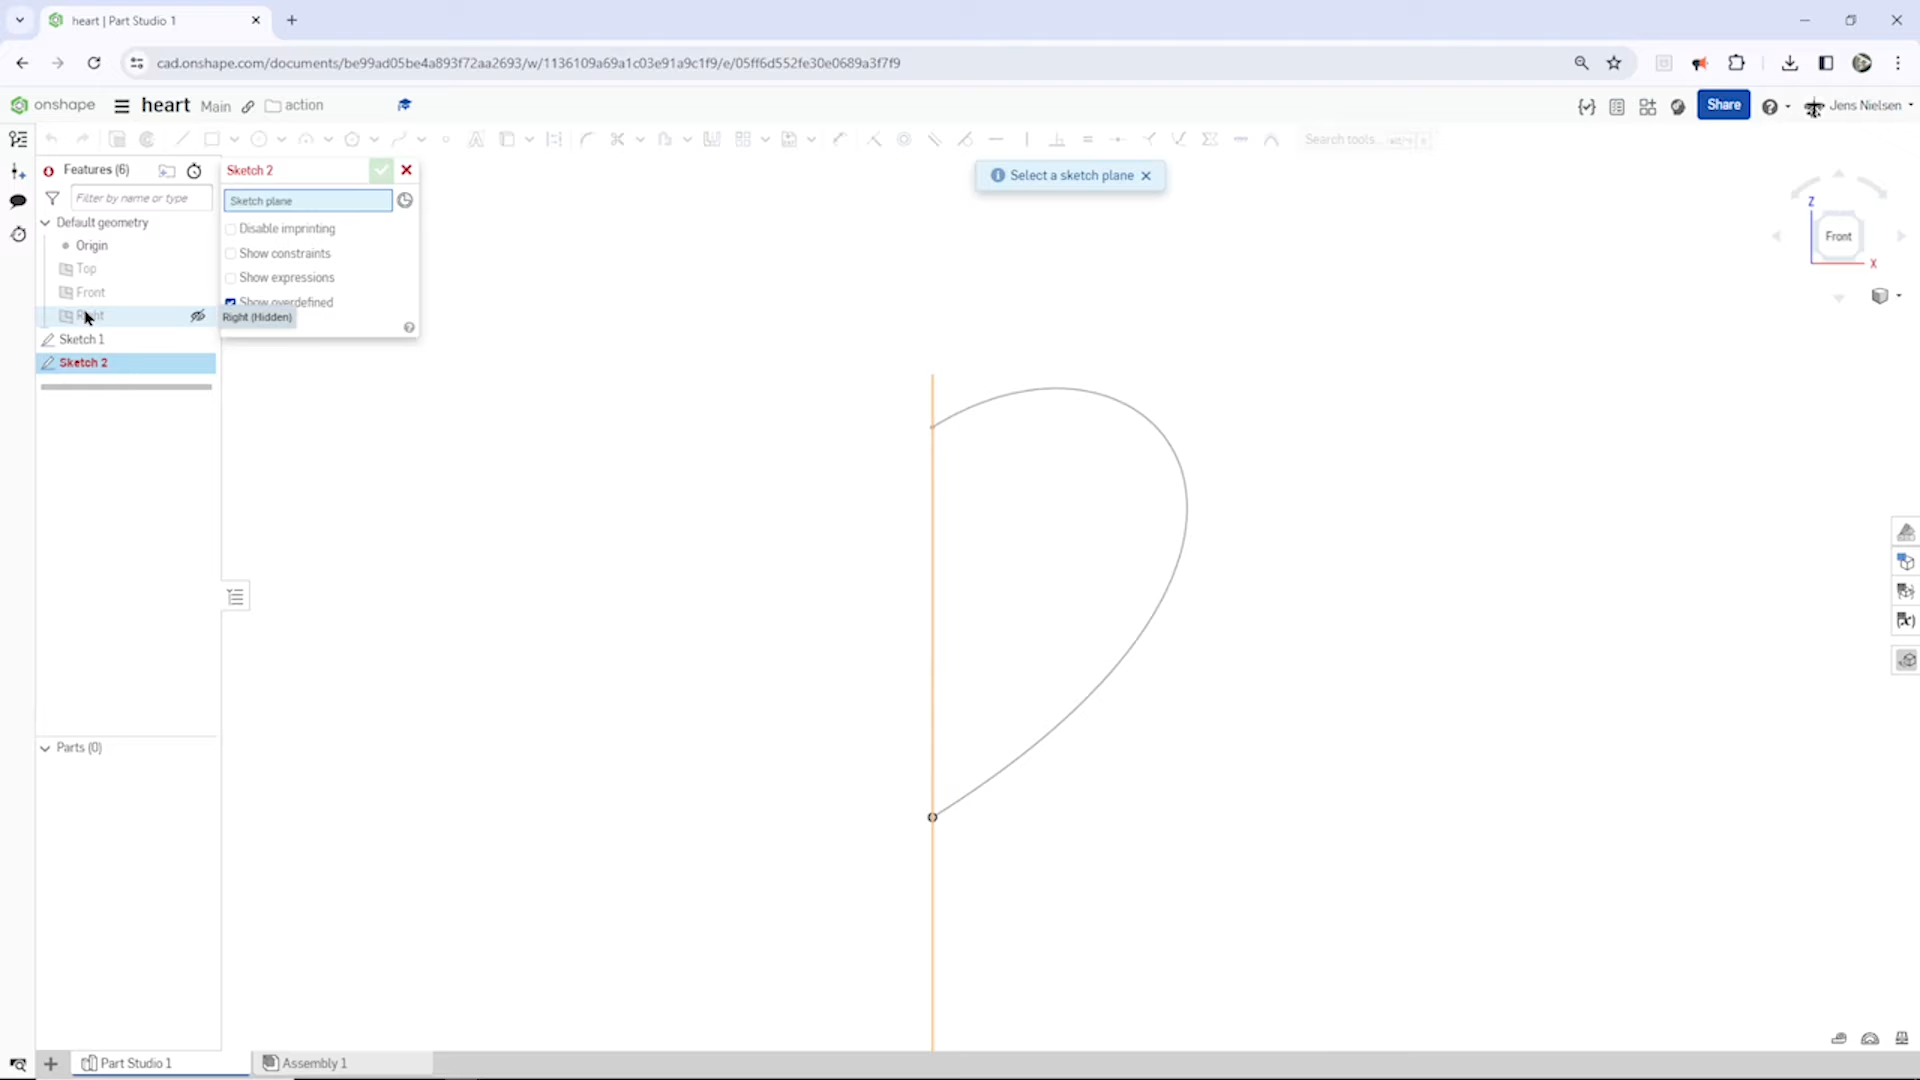 heart | Part Studio 1
cad.onshape.com/documents/be99ad05be4a893f72aa2693/w/1136109a69a1c03e91a9c1f9/e/05ff6d552fe30e0689a3f7f9
onshape
heart Main action
Share
Jens Nielsen
Search tools...
Features (6)
Filter by name or type
Default geometry
Origin
Top
Front
Right
Sketch 1
Sketch 2
Sketch 2
Sketch plane
Disable imprinting
Show constraints
Show expressions
Show overdefined
Right (Hidden)
Select a sketch plane
Z
Front
X
Parts (0)
Part Studio 1
Assembly 1